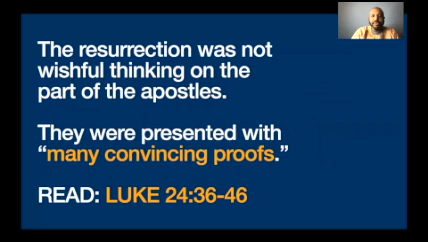 The resurrection was not
wishful thinking on the
part of the apostles.
They were presented with
“many convincing proofs.”
READ: LUKE 24:36-46